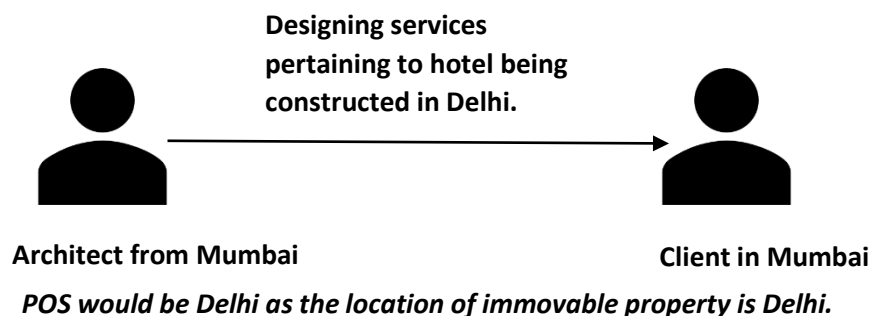 Designing services
pertaining to hotel being
constructed in Delhi.
Architect from Mumbai
Client in Mumbai
POS would be Delhi as the location of immovable property is Delhi.